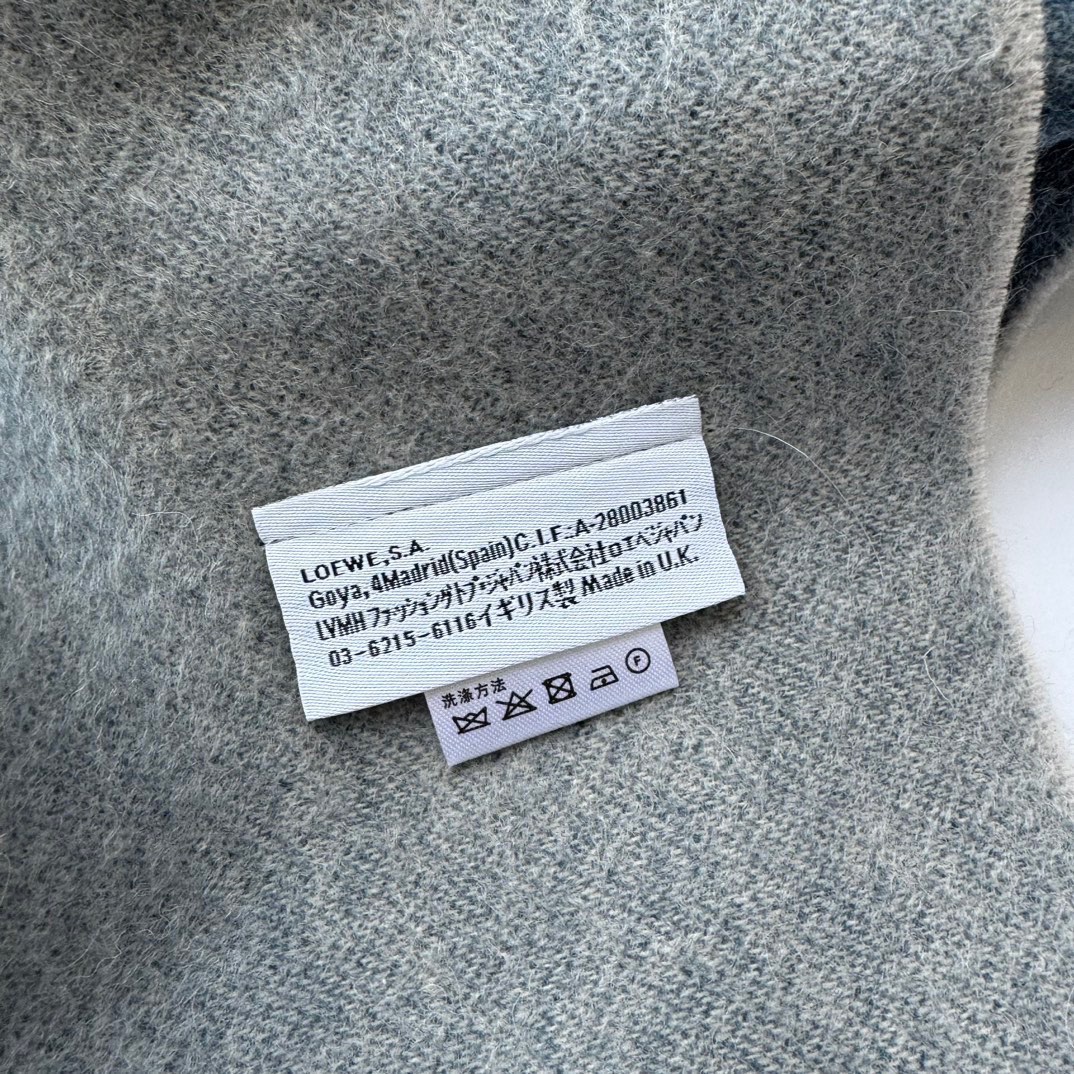 LOEWE,S.A.
Goya,4Madrid(Spain)C.I.F.:A-28003861
LVMHファッショングループ・ジャパン株式会社ロエベジャパン
03-6215-6116イギリス製 Made in U.K.
洗涤方法
F